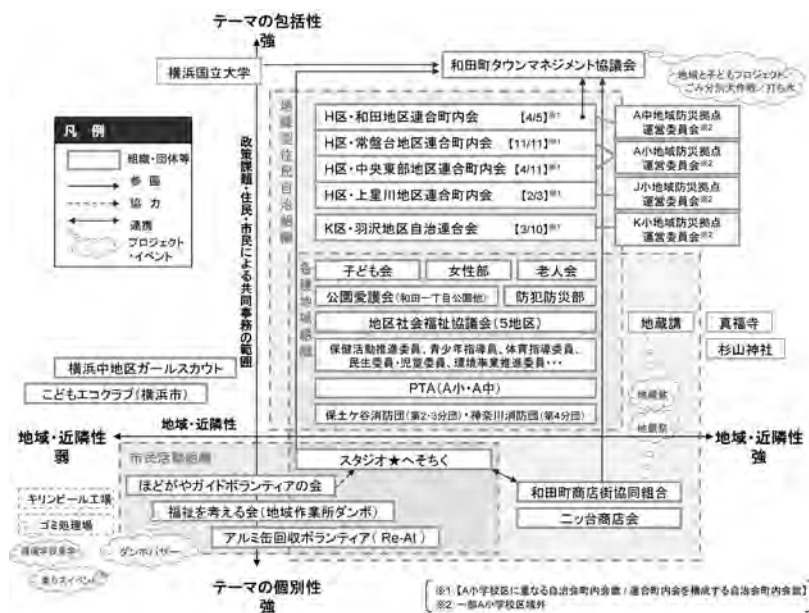 テーマの包括性
強
横浜国立大学
和田町タウンマネジメント協議会
地域と子どもプロジェクト、
ごみ分別大作戦/打ち水
凡例
組織・団体等
参画
協力
連携
プロジェクト
・イベント
政策課題・住民・市民による共同事務の範囲
地縁型住民自治組織
H区・和田地区連合町内会 【4/5】※1
H区・常盤台地区連合町内会 【11/11】※1
H区・中央東部地区連合町内会 【4/11】※1
H区・上星川地区連合町内会 【2/3】※1
K区・羽沢地区自治連合会 【3/10】※1
A中地域防災拠点
運営委員会※2
A小地域防災拠点
運営委員会※2
J小地域防災拠点
運営委員会※2
K小地域防災拠点
運営委員会※2
各種地域組織
子ども会
女性部
老人会
公園愛護会(和田一丁目公園他)
防犯防災部
地区社会福祉協議会(5地区)
保健活動推進委員、青少年指導員、体育指導委員、
民生委員・児童委員、環境事業推進委員・・・
PTA(A小・A中)
保土ケ谷消防団(第2・3分団)・神奈川消防団(第4分団)
地蔵講
真福寺
杉山神社
地蔵祭
横浜中地区ガールスカウト
こどもエコクラブ(横浜市)
地域・近隣性
地域・近隣性
弱
地域・近隣性
強
市民活動組織
スタジオ★へそちく
ほどがやガイドボランティアの会
福祉を考える会(地域作業所ダンボ)
アルミ缶回収ボランティア( Re-Al)
和田町商店街協同組合
二ッ台商店会
キリンビール工場
ゴミ処理場
ダンボバザー
テーマの個別性
強
※1 【A小学校区に重なる自治会町内会数 / 連合町内会を構成する自治会町内会数】
※2 一部A小学校区域外